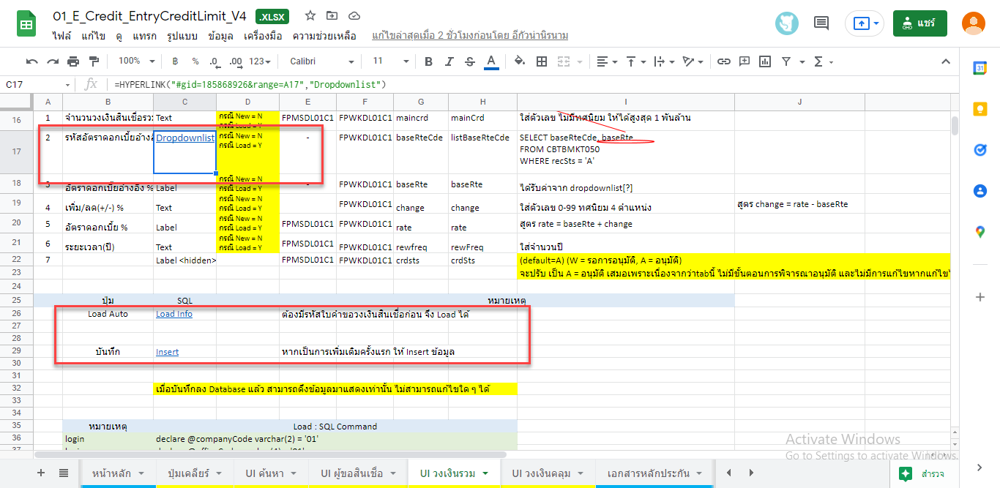 01_E_Credit_EntryCreditLimit_V4 .XLSX
ไฟล์ แก้ไข ดู แทรก รูปแบบ ข้อมูล เครื่องมือ ความช่วยเหลือ แก้ไขล่าสุดเมื่อ 2 ชั่วโมงก่อนโดย อีกัวน่านิรนาม
แชร์
100% ฿ % .0 .00 123 Calibri 11 B I S A Σ
31
C17 fx =HYPERLINK("#gid=185868926&range=A17","Dropdownlist")
A B C D E F G H I J
16 1 จำนวนวงเงินสินเชื่อรว Text กรณี New = N FPMSDL01C1 FPWKDL01C1 maincrd mainCrd ใส่ตัวเลข ไม่มีทศนิยม ให้ได้สูงสุด 1 พันล้าน
กรณี Load = Y
17 2 รหัสอัตราดอกเบี้ยอ้าง Dropdownlist กรณี New = N - FPWKDL01C1 baseRteCde listBaseRteCde SELECT baseRteCde, baseRte
กรณี Load = Y FROM CBTBMKT050
WHERE recSts = 'A'
18 3 อัตราดอกเบี้ยอ้างอิง % Label กรณี New = N - FPWKDL01C1 baseRte baseRte ได้รับค่าจาก dropdownlist[?]
กรณี Load = Y
19 4 เพิ่ม/ลด(+/-) % Text กรณี New = N FPWKDL01C1 change change ใส่ตัวเลข 0-99 ทศนิยม 4 ตำแหน่ง สูตร change = rate - baseRte
กรณี Load = Y
20 5 อัตราดอกเบี้ย % Label กรณี New = N FPMSDL01C1 FPWKDL01C1 rate rate สูตร rate = baseRte + change
กรณี Load = Y
21 6 ระยะเวลา(ปี) Text กรณี New = N FPMSDL01C1 FPWKDL01C1 rewfreq rewFreq ใส่จำนวนปี
กรณี Load = Y
22 7 Label <hidden> FPMSDL01C1 FPWKDL01C1 crdsts crdSts (default=A) (W = รอการอนุมัติ, A = อนุมัติ)
23 จะปรับ เป็น A = อนุมัติ เสมอเพราะเนื่องจากว่าtabนี้ ไม่มีขั้นตอนการพิจารณาอนุมัติ และไม่มีการแก้ไขหากแก้ไข
24
25 ปุ่ม SQL หมายเหตุ
26 Load Auto Load Info ต้องมีรหัสใบคำขอวงเงินสินเชื่อก่อน จึง Load ได้
27
28
29 บันทึก Insert หากเป็นการเพิ่มเติมครั้งแรก ให้ Insert ข้อมูล
30
31
32 เมื่อบันทึกลง Database แล้ว สามารถดึงข้อมูลมาแสดงเท่านั้น ไม่สามารถแก้ไขใด ๆ ได้
33
34
35 หมายเหตุ Load : SQL Command
36 login declare @companyCode varchar(2) = '01'
37
Activate Windows
Go to Settings to activate Windows.
หน้าหลัก ปุ่มเคลียร์ UI ค้นหา UI ผู้ขอสินเชื่อ UI วงเงินรวม UI วงเงินคลุม เอกสารหลักประกัน สำรวจ